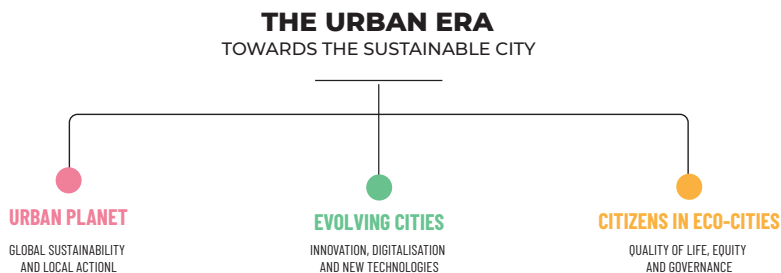 THE URBAN ERA
TOWARDS THE SUSTAINABLE CITY
URBAN PLANET
GLOBAL SUSTAINABILITY
AND LOCAL ACTIONL
EVOLVING CITIES
INNOVATION, DIGITALISATION
AND NEW TECHNOLOGIES
CITIZENS IN ECO-CITIES
QUALITY OF LIFE, EQUITY
AND GOVERNANCE